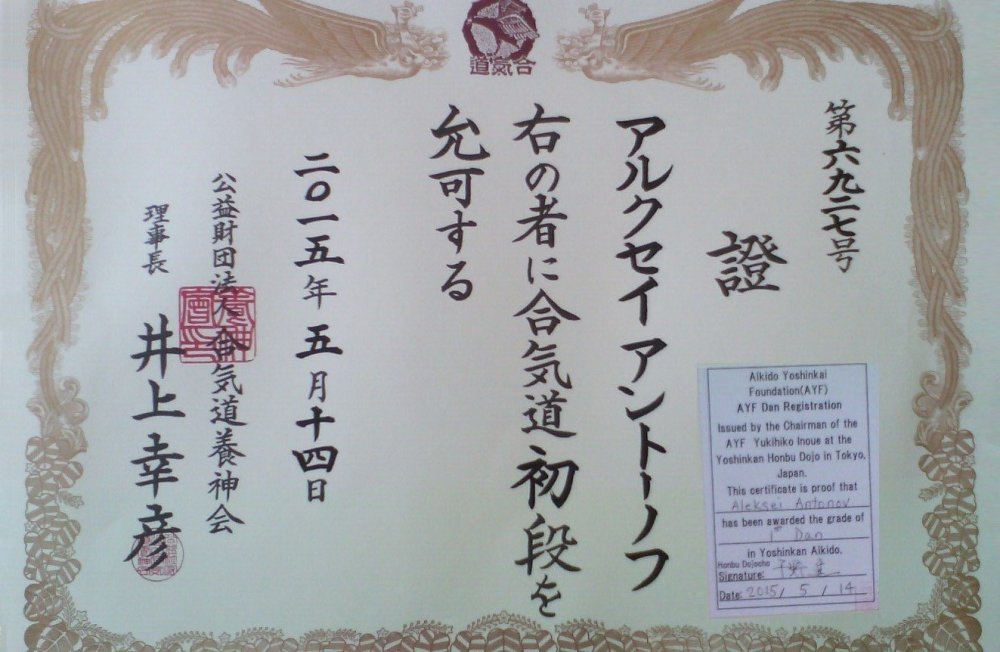 道氣合
第六九二七号
證
アルクセイアントーノフ
右の者に合気道初段を
允可する
二〇一五年五月十四日
公益財団法人合気道養神会
理事長 井上幸彦
Aikido Yoshinkai
Foundation(AYF)
AYF Dan Registration
Issued by the Chairman of the
AYF Yukihiko Inoue at the
Yoshinkan Honbu Dojo in Tokyo,
Japan.
This certificate is proof that
Aleksei Antonov
has been awarded the grade of
1st Dan
in Yoshinkan Aikido.
Honbu Dojocho
Signature:
Date: 2015 / 5 / 14